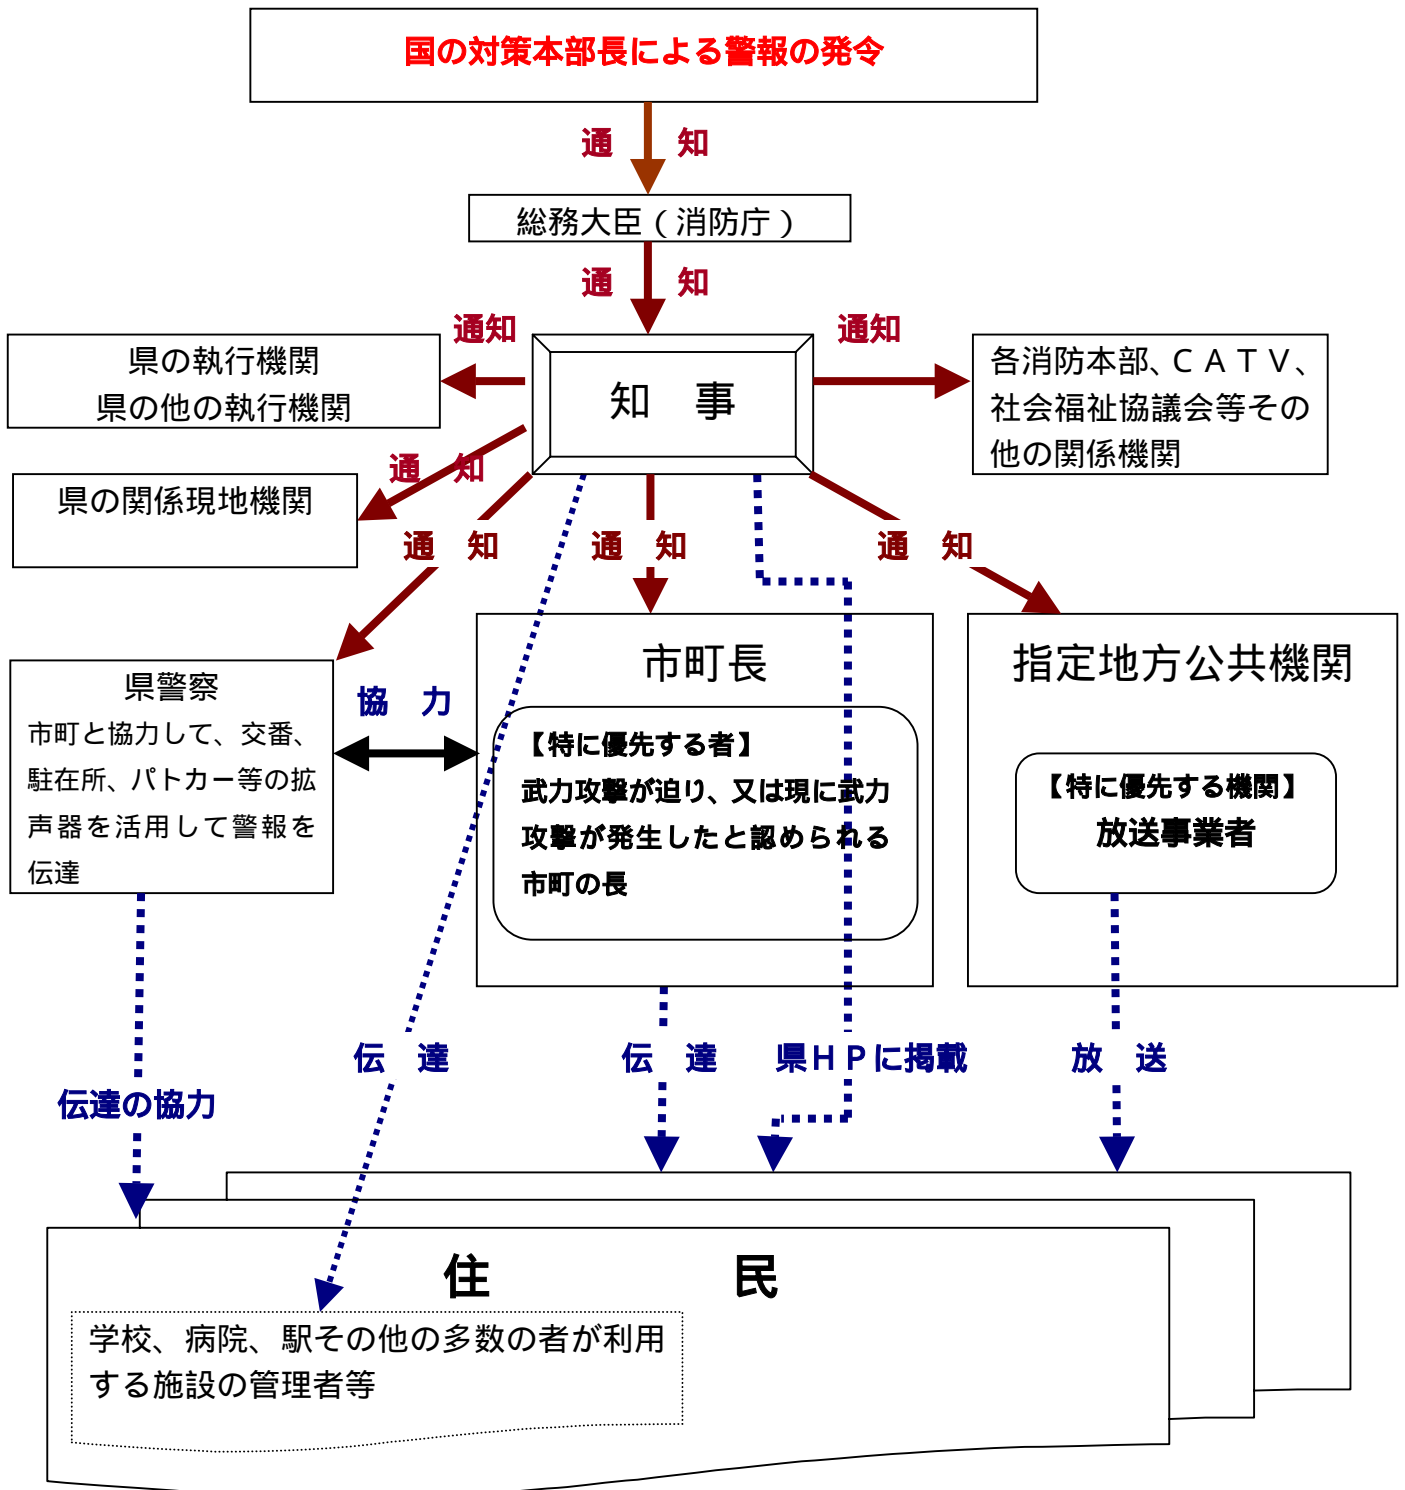 国の対策本部長による警報の発令
通　知
総務大臣（消防庁）
通　知
通知
通知
県の執行機関
県の他の執行機関
知　事
各消防本部、ＣＡＴＶ、
社会福祉協議会等その
他の関係機関
通　知
県の関係現地機関
通　知
通　知
通　知
県警察
市町と協力して、交番、
駐在所、パトカー等の拡
声器を活用して警報を
伝達
協　力
市町長
【特に優先する者】
武力攻撃が迫り、又は現に武力
攻撃が発生したと認められる
市町の長
指定地方公共機関
【特に優先する機関】
放送事業者
伝　達
伝　達
県ＨＰに掲載
放　送
伝達の協力
住　民
学校、病院、駅その他の多数の者が利用
する施設の管理者等